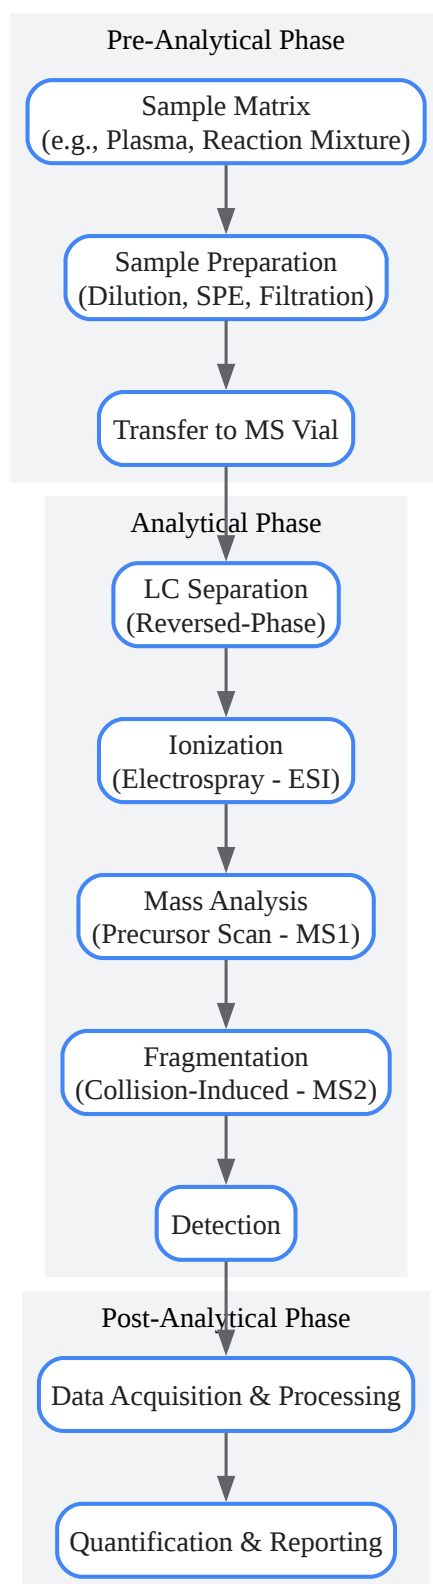 Pre-Analytical Phase
Sample Matrix
(e.g., Plasma, Reaction Mixture)
Sample Preparation
(Dilution, SPE, Filtration)
Transfer to MS Vial
Analytical Phase
LC Separation
(Reversed-Phase)
Ionization
(Electrospray - ESI)
Mass Analysis
(Precursor Scan - MS1)
Fragmentation
(Collision-Induced - MS2)
Detection
Post-Analytical Phase
Data Acquisition & Processing
Quantification & Reporting